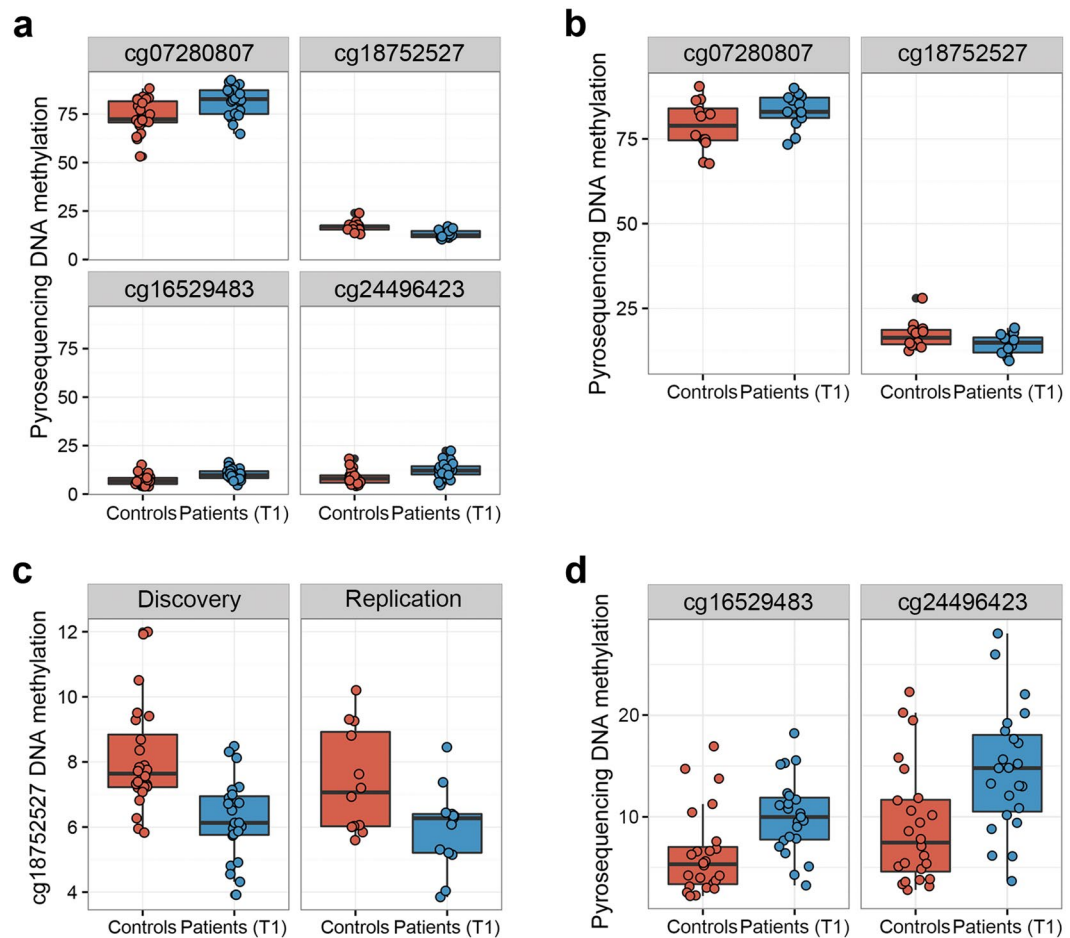 a
cg07280807 cg18752527
Pyrosequencing DNA methylation
75
50
25
0
cg16529483 cg24496423
75
50
25
0
Controls Patients (T1) Controls Patients (T1)
b
cg07280807 cg18752527
Pyrosequencing DNA methylation
75
50
25
Controls Patients (T1) Controls Patients (T1)
c
Discovery Replication
cg18752527 DNA methylation
12
10
8
6
4
Controls Patients (T1) Controls Patients (T1)
d
cg16529483 cg24496423
Pyrosequencing DNA methylation
20
10
Controls Patients (T1) Controls Patients (T1)